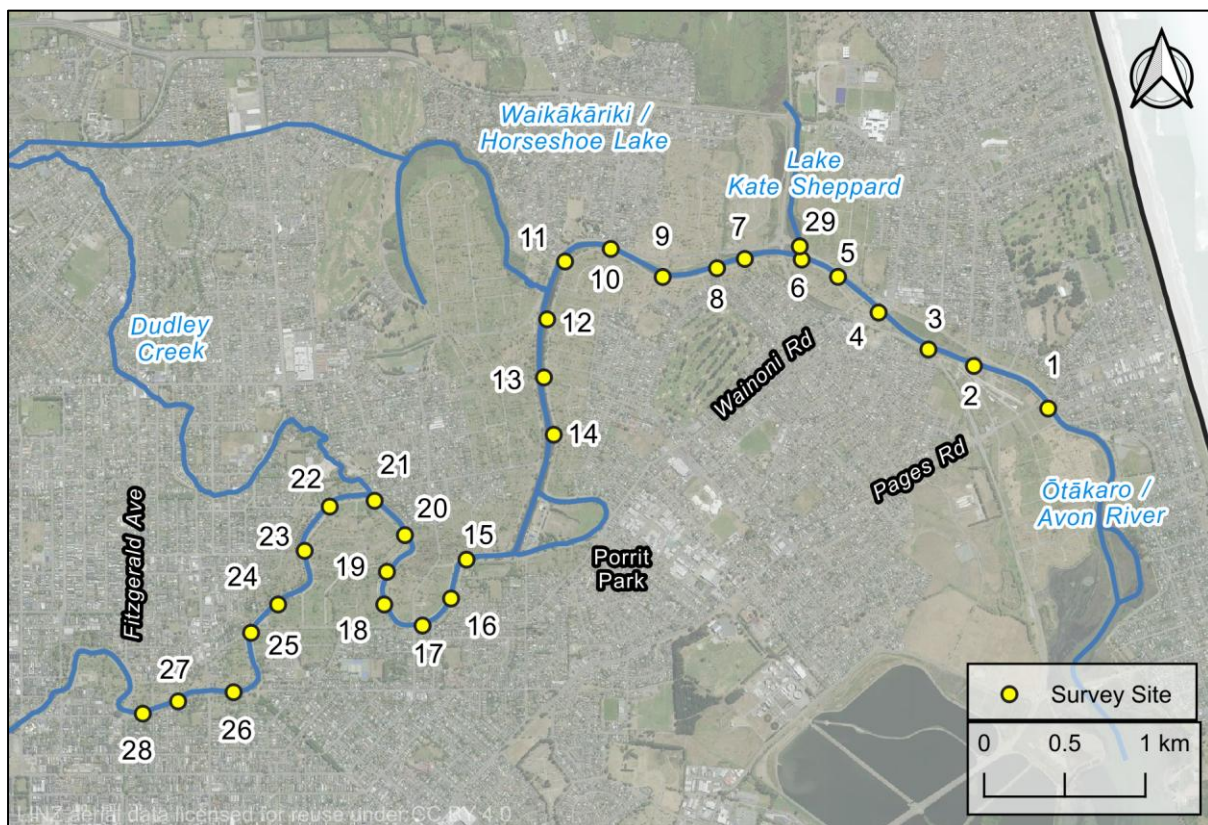 Waikākāriki /
Horseshoe Lake
Lake
Kate Sheppard
29
11
10
9
7
8
6
5
4
3
2
1
12
13
14
Dudley
Creek
Wainoni Rd
Pages Rd
Ōtākaro /
Avon River
22
21
20
23
19
15
24
18
16
17
25
Porrit
Park
Fitzgerald Ave
27
26
28
Survey Site
0 0.5 1 km
LINZ aerial data licensed for reuse under CC BY 4.0